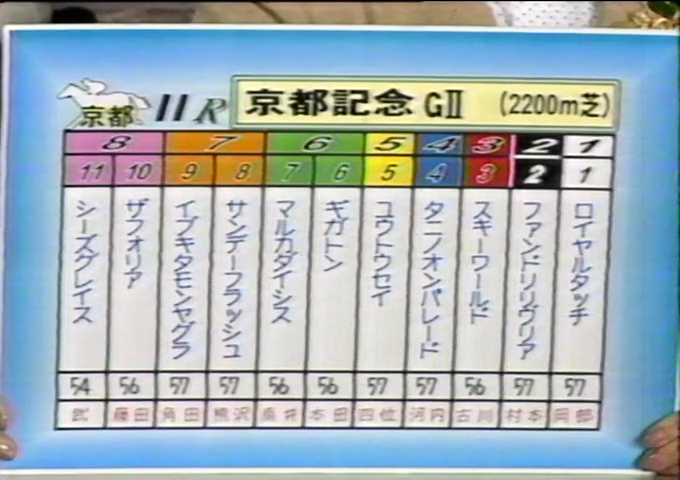 京都 11R 京都記念 GII (2200m芝)
8 7 6 5 4 3 2 1
11 10 9 8 7 6 5 4 3 2 1
シーズグレイス
ザフォリア
イブキタモンヤグラ
サンデーフラッシュ
マルカダイシス
ギガトン
ユウトウセイ
タニノオンパレード
スキーワールド
ファンドリリヴリア
ロイヤルタッチ
54 56 57 57 56 56 57 57 56 57 57
武 藤田 角田 熊沢 南井 本田 四位 河内 古川 村本 岡部